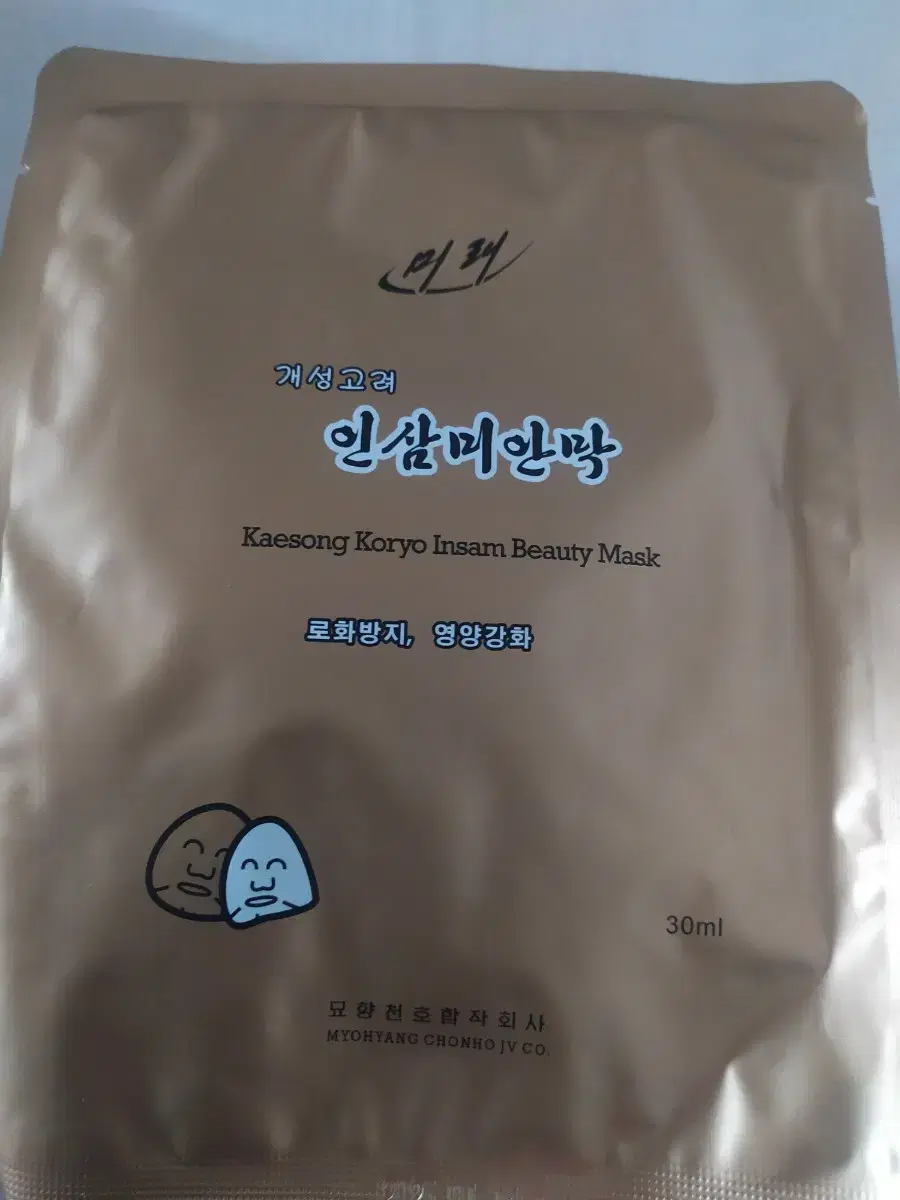 미래
개성고려
인삼미안막
Kaesong Koryo Insam Beauty Mask
로화방지, 영양강화
30ml
묘향천호합작회사
MYOHYANG CHONHO JV CO.